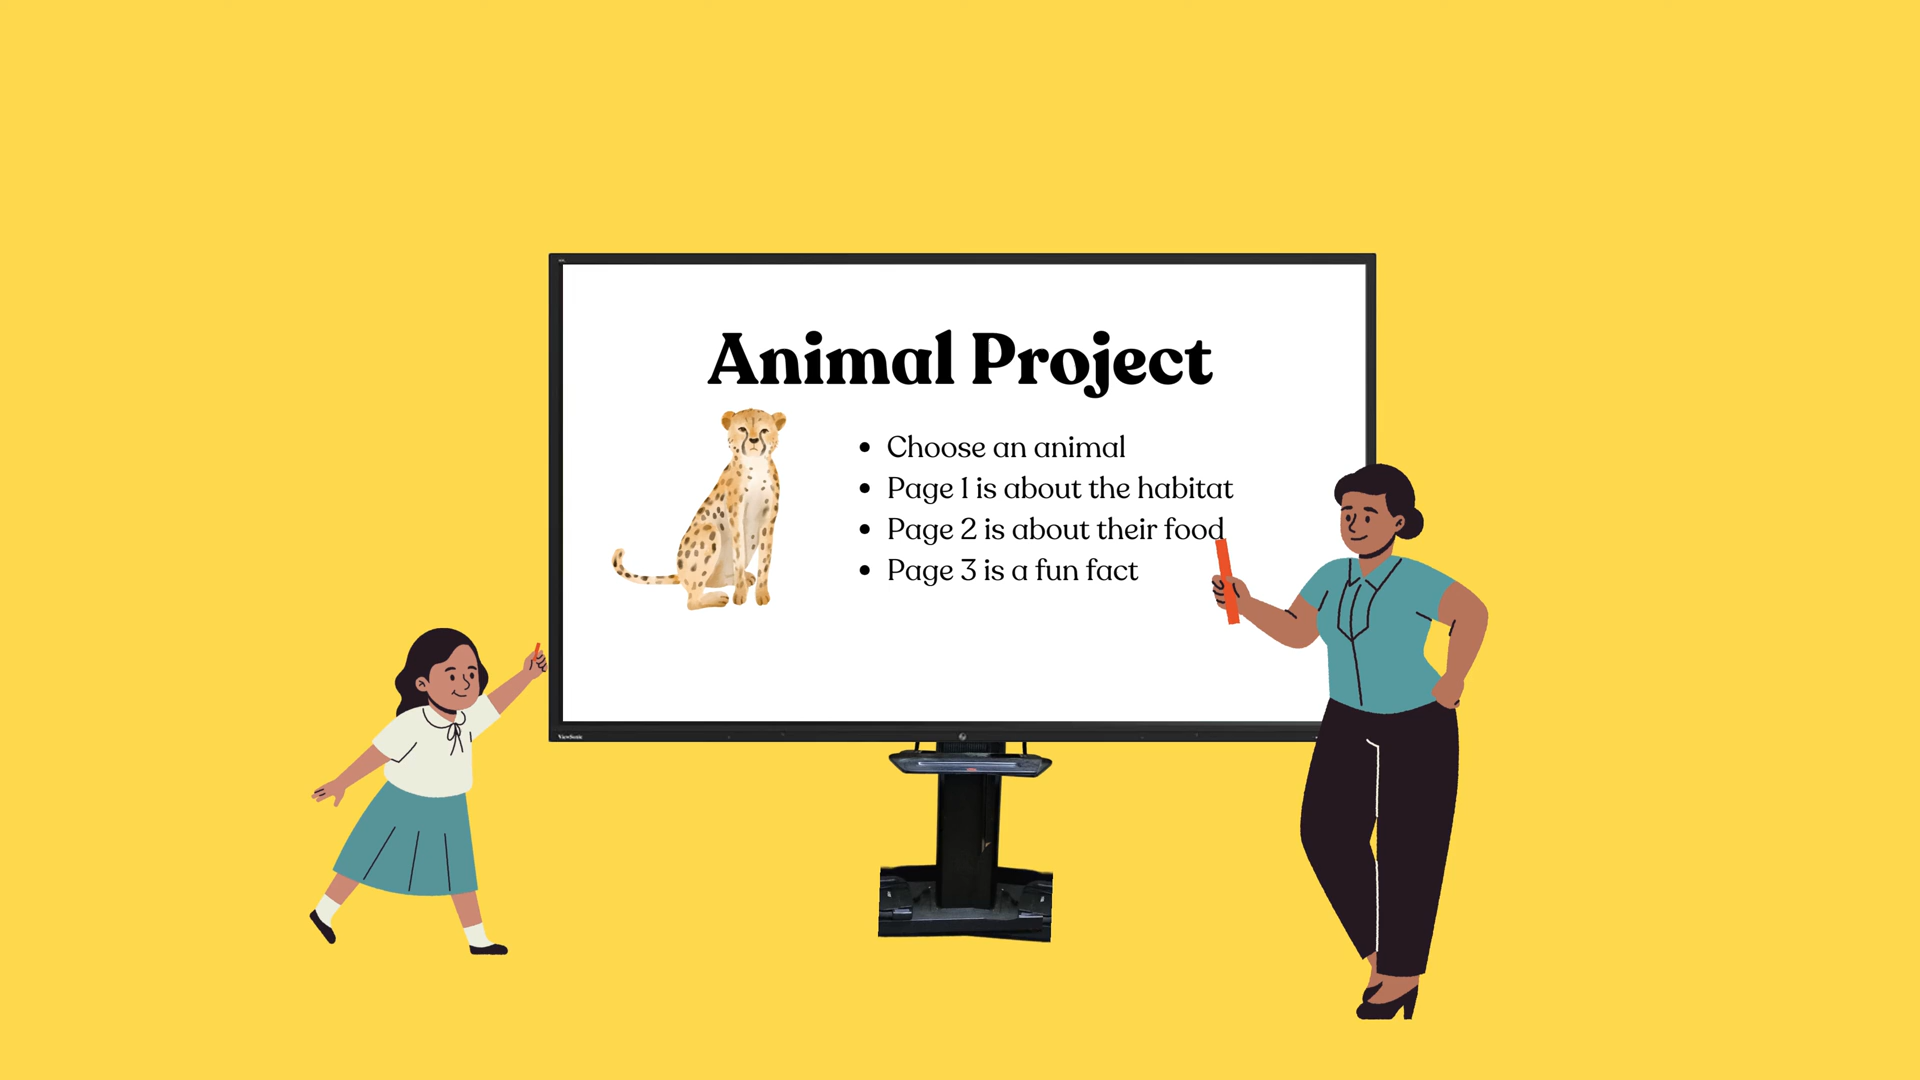 Animal Project
• Choose an animal
• Page 1 is about the habitat
• Page 2 is about their food
• Page 3 is a fun fact
ViewSonic